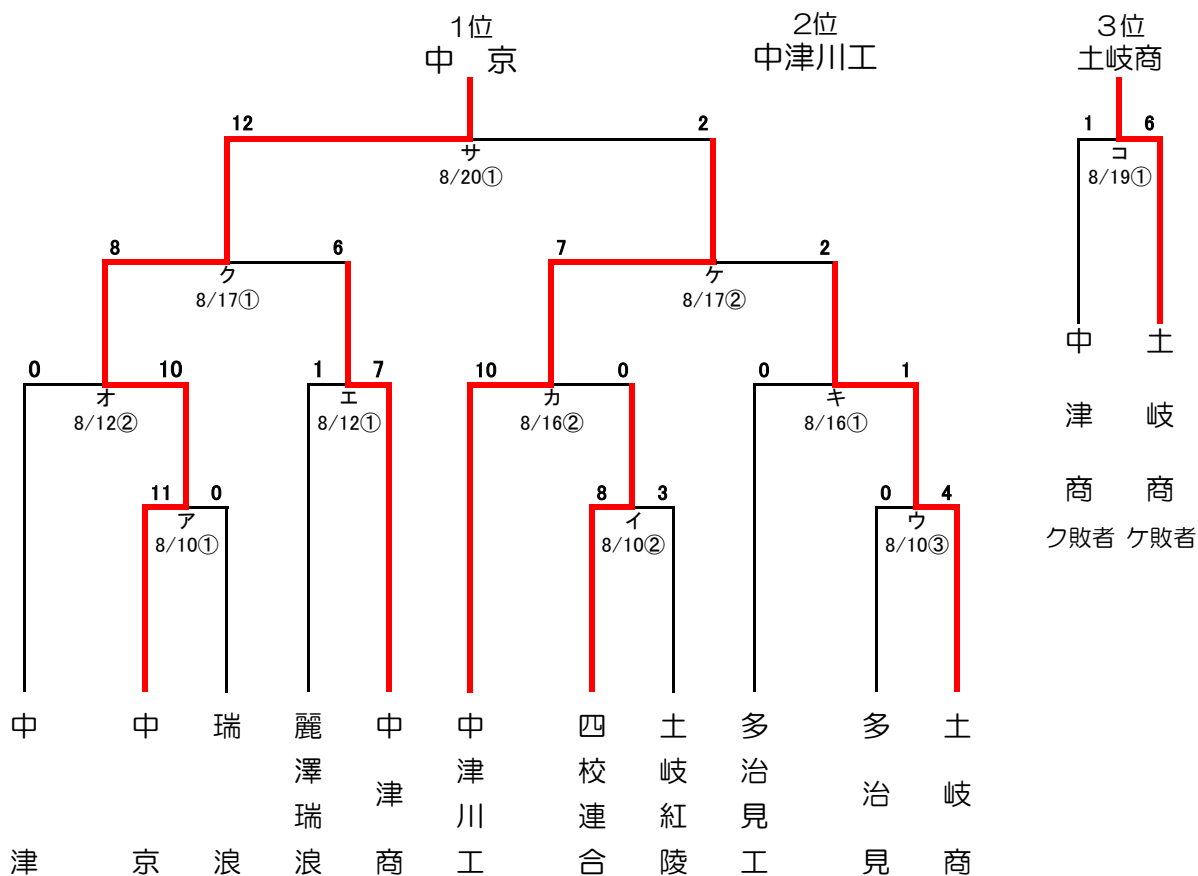 1位
2位
3位
中 京
中津川工
土岐商
12
2
1
6
サ
コ
8/20①
8/19①
8
6
7
2
ク
ケ
8/17①
8/17②
中津商
土岐商
ク敗者
ケ敗者
0
10
1
7
10
0
0
1
オ
エ
カ
キ
8/12②
8/12①
8/16②
8/16①
11
0
8
3
0
4
ア
イ
ウ
8/10①
8/10②
8/10③
中津
中京
瑞浪
麗澤瑞浪
中津商
中津川工
四校連合
土岐紅陵
多治見工
多治見
土岐商